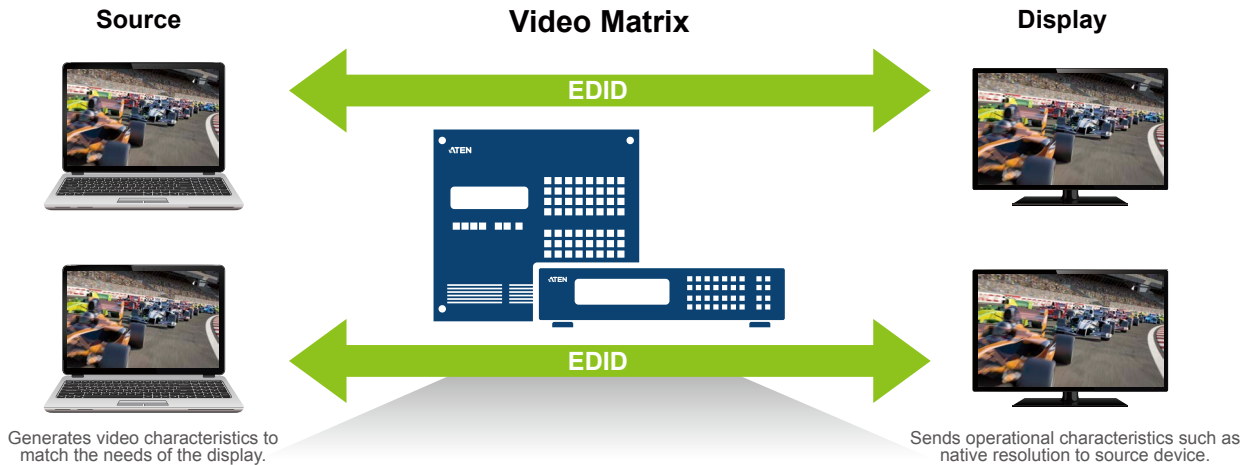 Source
Video Matrix
Display
EDID
ATEN
ATEN
EDID
Generates video characteristics to
match the needs of the display.
Sends operational characteristics such as
native resolution to source device.